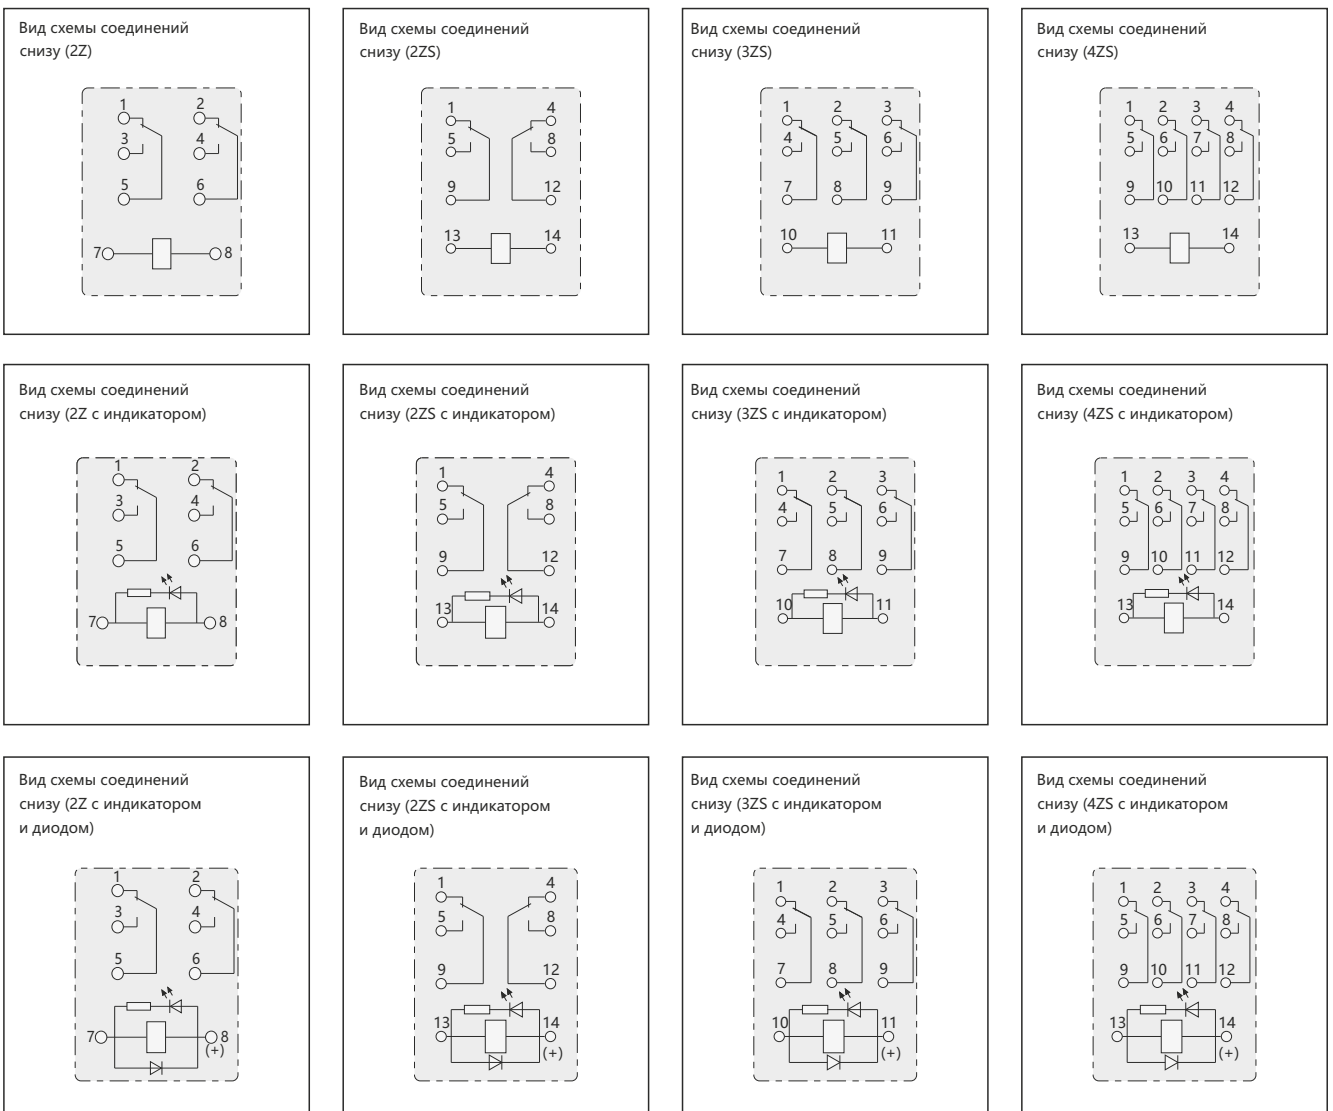 Вид схемы соединений
снизу (2Z)
1 2
3 4
5 6
7 8
Вид схемы соединений
снизу (2ZS)
1 4
5 8
9 12
13 14
Вид схемы соединений
снизу (3ZS)
1 2 3
4 5 6
7 8 9
10 11
Вид схемы соединений
снизу (4ZS)
1 2 3 4
5 6 7 8
9 10 11 12
13 14
Вид схемы соединений
снизу (2Z с индикатором)
1 2
3 4
5 6
7 8
Вид схемы соединений
снизу (2ZS с индикатором)
1 4
5 8
9 12
13 14
Вид схемы соединений
снизу (3ZS с индикатором)
1 2 3
4 5 6
7 8 9
10 11
Вид схемы соединений
снизу (4ZS с индикатором)
1 2 3 4
5 6 7 8
9 10 11 12
13 14
Вид схемы соединений
снизу (2Z с индикатором
и диодом)
1 2
3 4
5 6
7 8
(+)
Вид схемы соединений
снизу (2ZS с индикатором
и диодом)
1 4
5 8
9 12
13 14
(+)
Вид схемы соединений
снизу (3ZS с индикатором
и диодом)
1 2 3
4 5 6
7 8 9
10 11
(+)
Вид схемы соединений
снизу (4ZS с индикатором
и диодом)
1 2 3 4
5 6 7 8
9 10 11 12
13 14
(+)